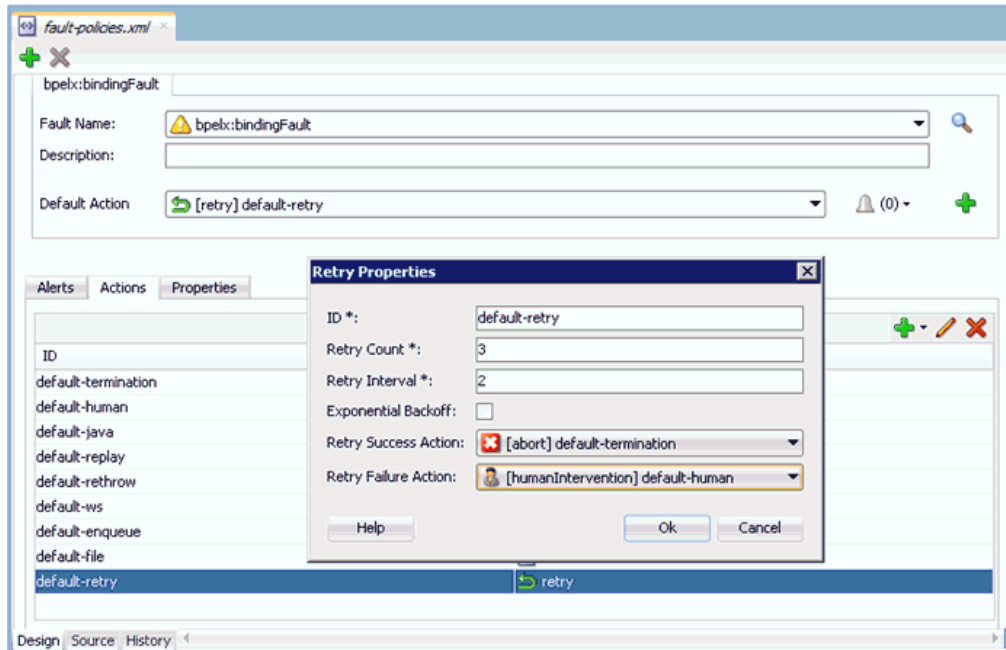 fault-policies.xml
bpelx:bindingFault
Fault Name: bpelx:bindingFault
Description:
Default Action [retry] default-retry (0)
Alerts Actions Properties
ID
default-termination
default-human
default-java
default-replay
default-rethrow
default-ws
default-enqueue
default-file
default-retry retry
Retry Properties
ID *: default-retry
Retry Count *: 3
Retry Interval *: 2
Exponential Backoff:
Retry Success Action: [abort] default-termination
Retry Failure Action: [humanIntervention] default-human
Help Ok Cancel
Design Source History